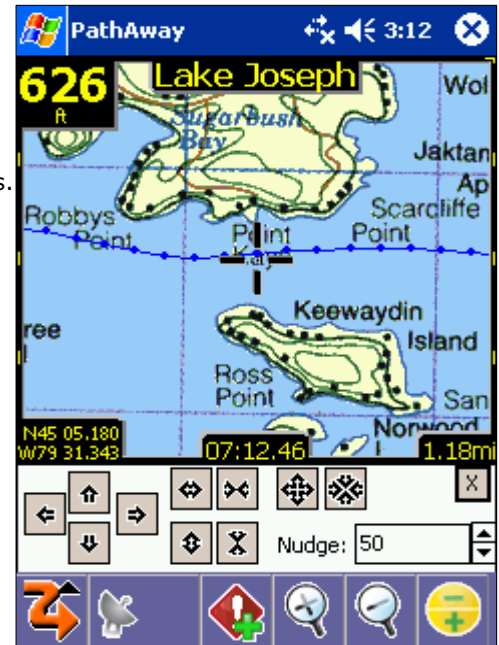 PathAway
3:12
626
ft
Lake Joseph
Wol
Sugarbush
Bay
Jaktan
Ap
s.
Scarcliffe
Point
Robbys
Point
Point
Kaye
Keewaydin
Island
ree
Ross
Point
San
Norwood
N45 05.180
W79 31.343
07:12.46
1.18mi
X
Nudge: 50